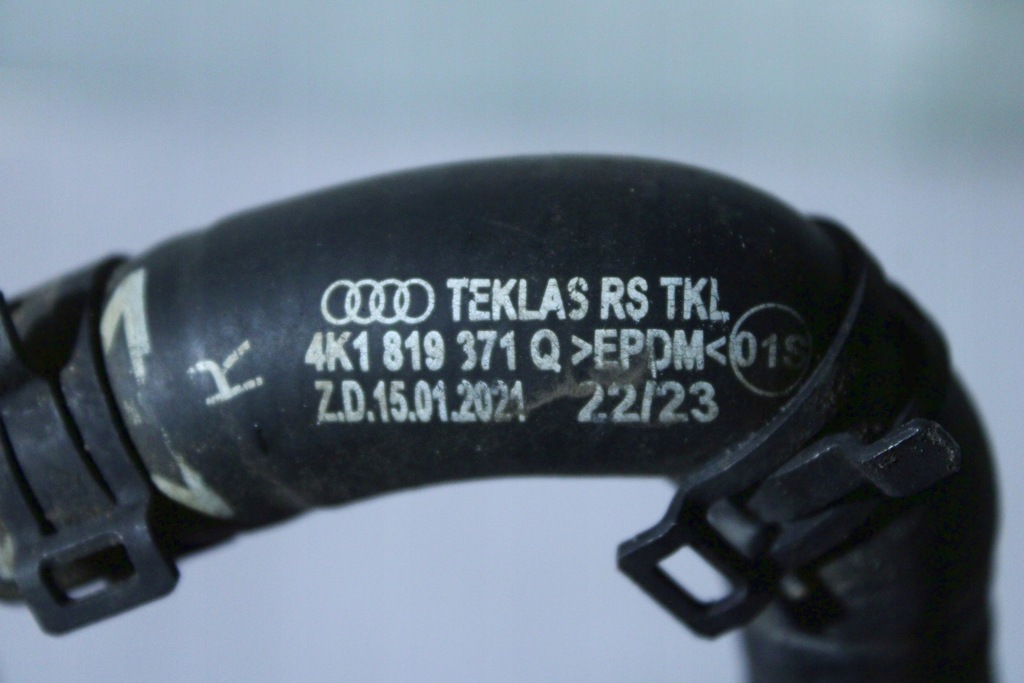 TEKLAS RS TKL
4K1 819 371 Q >EPDM< 01S
Z.D.15.01.2021 22/23
K